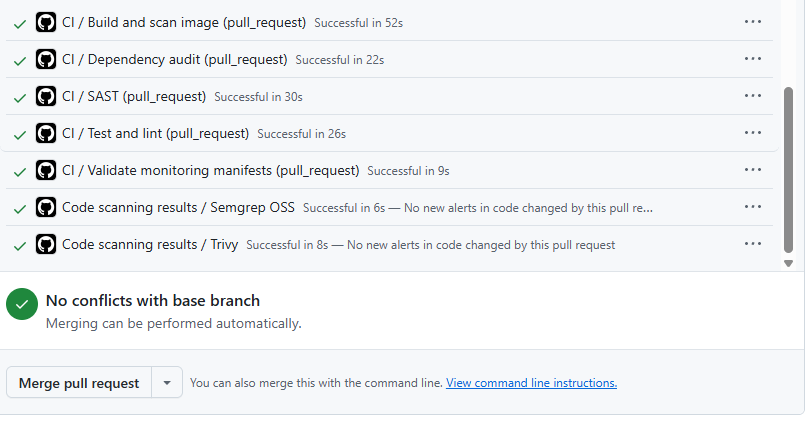 CI / Build and scan image (pull_request) Successful in 52s
CI / Dependency audit (pull_request) Successful in 22s
CI / SAST (pull_request) Successful in 30s
CI / Test and lint (pull_request) Successful in 26s
CI / Validate monitoring manifests (pull_request) Successful in 9s
Code scanning results / Semgrep OSS Successful in 6s — No new alerts in code changed by this pull re...
Code scanning results / Trivy Successful in 8s — No new alerts in code changed by this pull request
No conflicts with base branch
Merging can be performed automatically.
Merge pull request You can also merge this with the command line. View command line instructions.